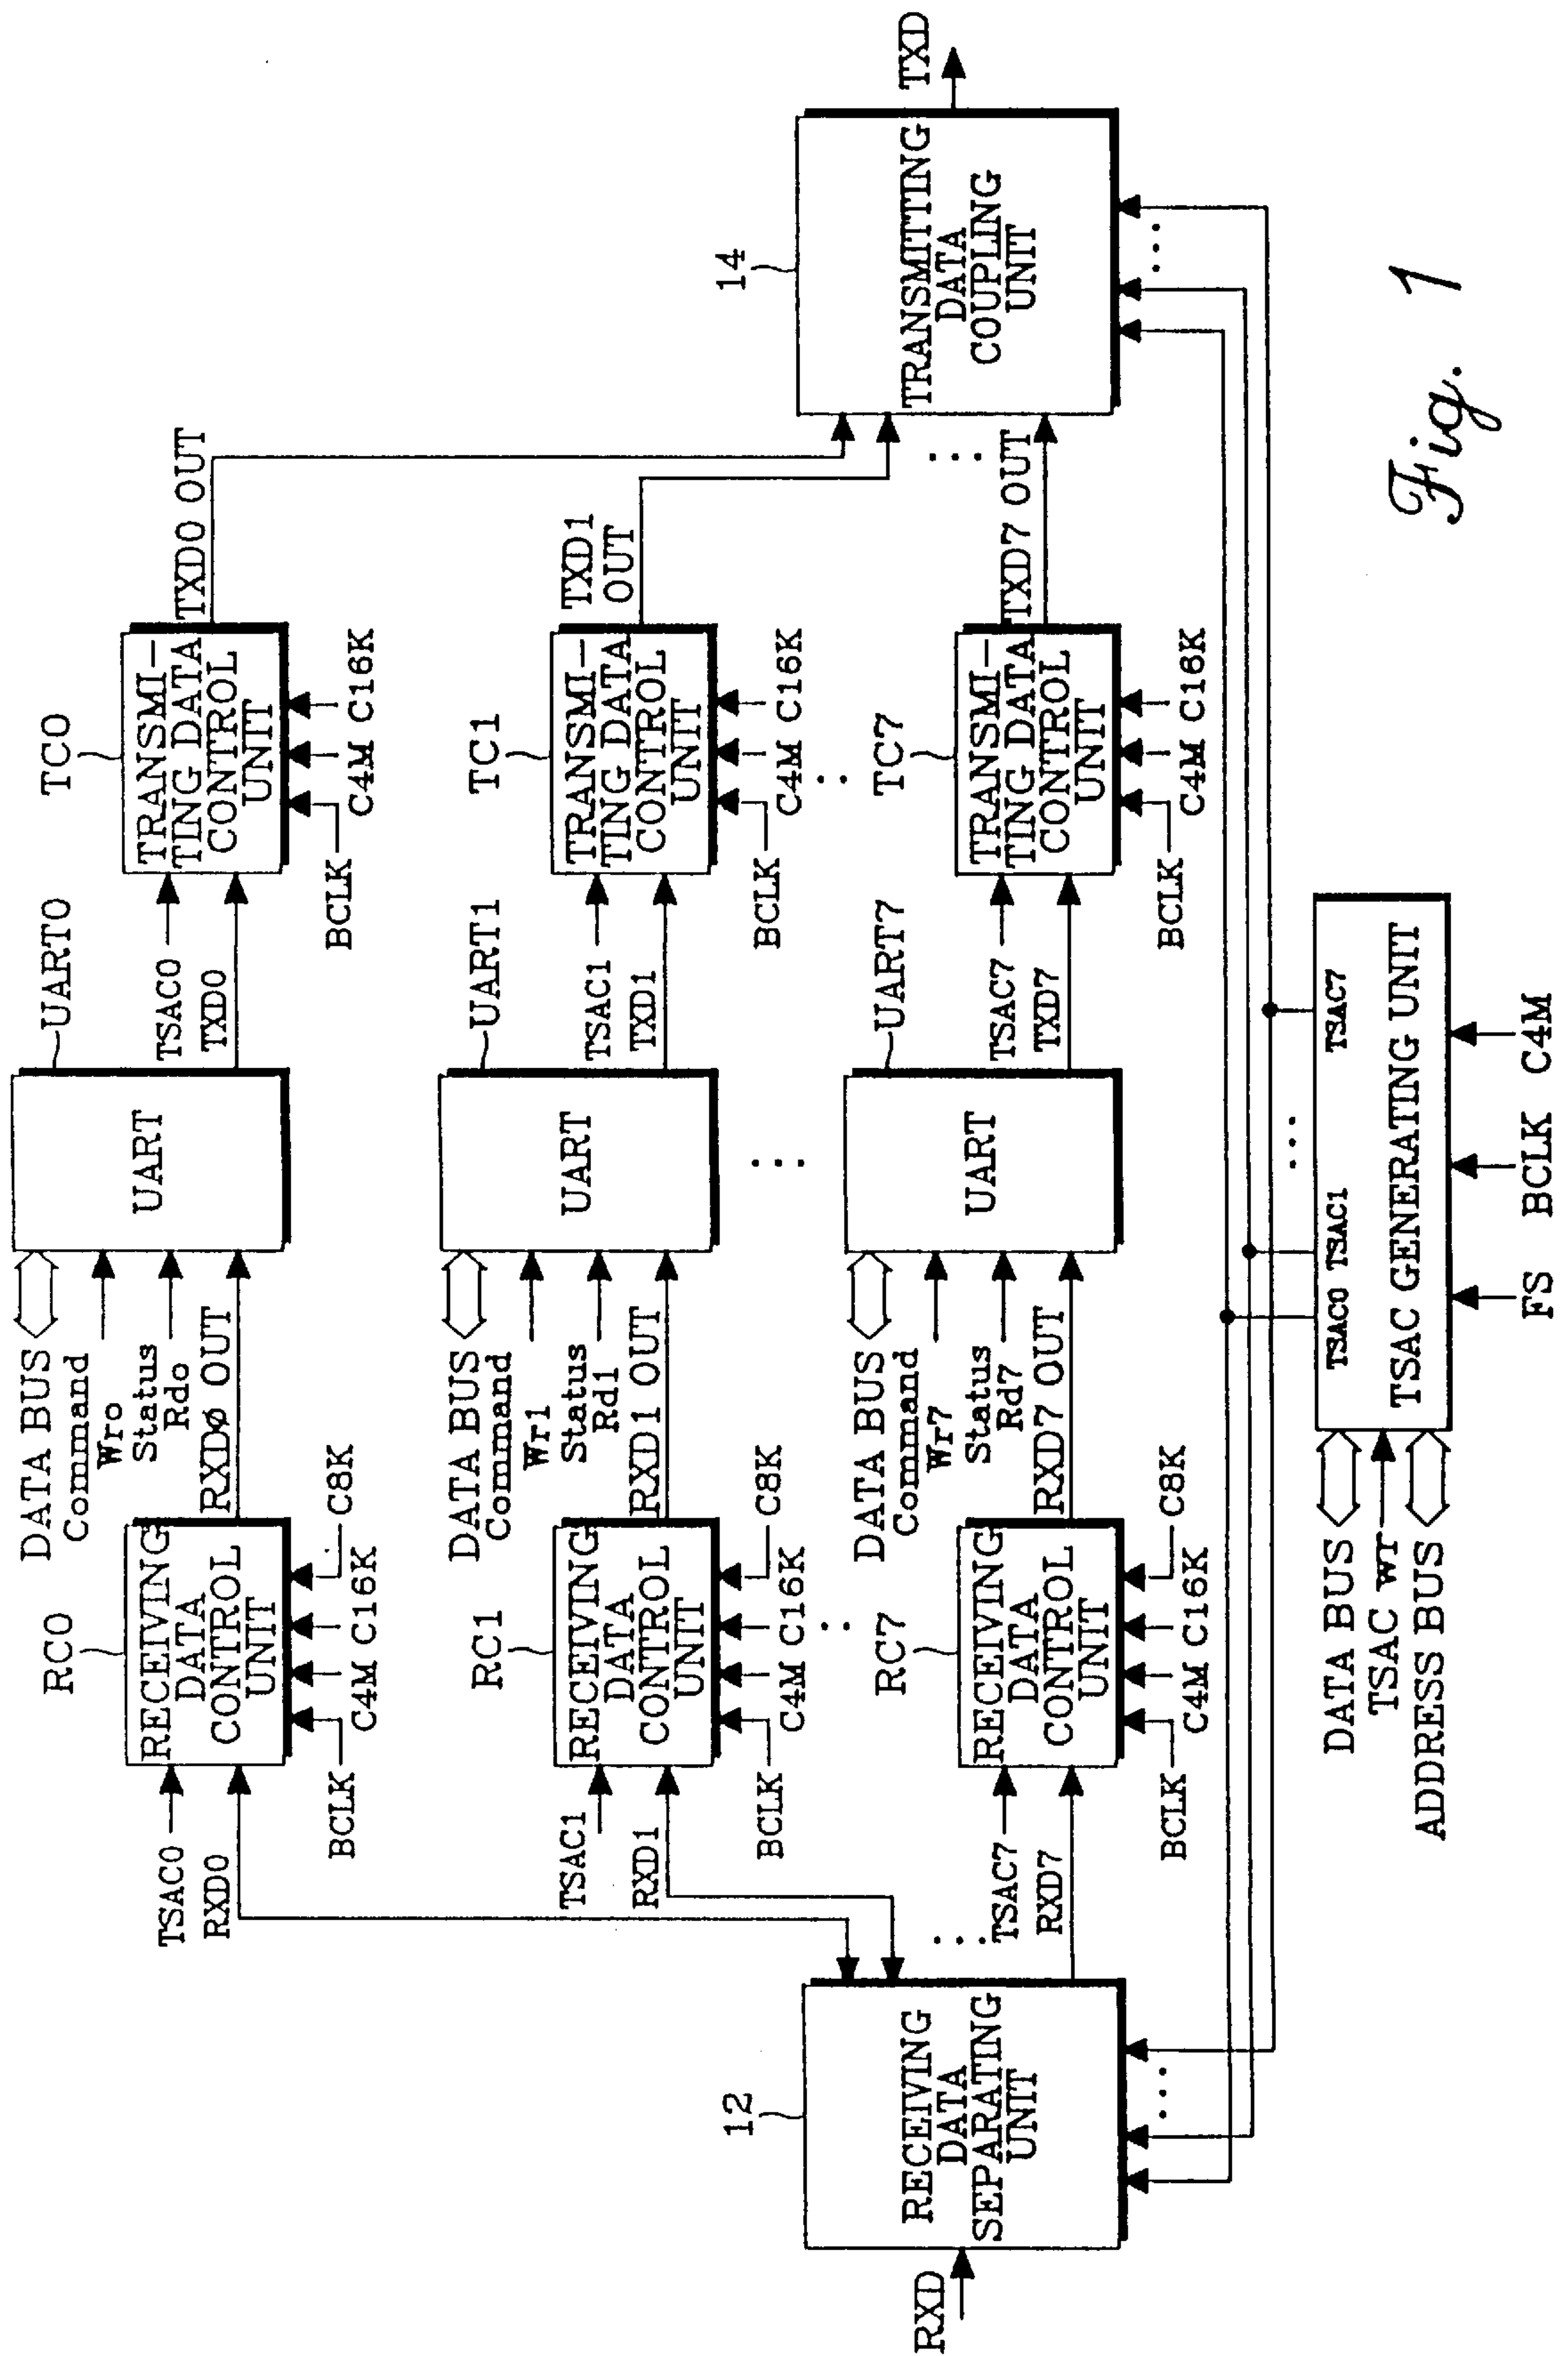 RC0
RECEIVING
DATA
CONTROL
UNIT
TSAC0
RXD0
BCLK
C4M
C16K
C8K
DATA BUS
Command
Wro
Status
Rdo
RXD0 OUT
UART0
UART
TSAC0
TXD0
TC0
TRANSMI-
TING DATA
CONTROL
UNIT
BCLK
C4M
C16K
TXD0 OUT
RC1
RECEIVING
DATA
CONTROL
UNIT
TSAC1
RXD1
BCLK
C4M
C16K
C8K
DATA BUS
Command
Wr1
Status
Rd1
RXD1 OUT
UART1
UART
TSAC1
TXD1
TC1
TRANSMI-
TING DATA
CONTROL
UNIT
BCLK
C4M
C16K
TXD1
OUT
12
RXD
RECEIVING
DATA
SEPARATING
UNIT
RC7
RECEIVING
DATA
CONTROL
UNIT
TSAC7
RXD7
BCLK
C4M
C16K
C8K
DATA BUS
Command
Wr7
Status
Rd7
RXD7 OUT
UART7
UART
TSAC7
TXD7
TC7
TRANSMI-
TING DATA
CONTROL
UNIT
BCLK
C4M
C16K
TXD7 OUT
14
TRANSMITTING
DATA
COUPLING
UNIT
TXD
TSAC0 TSAC1 TSAC7
TSAC GENERATING UNIT
DATA BUS
TSAC wr
ADDRESS BUS
FS BCLK C4M
Fig. 1